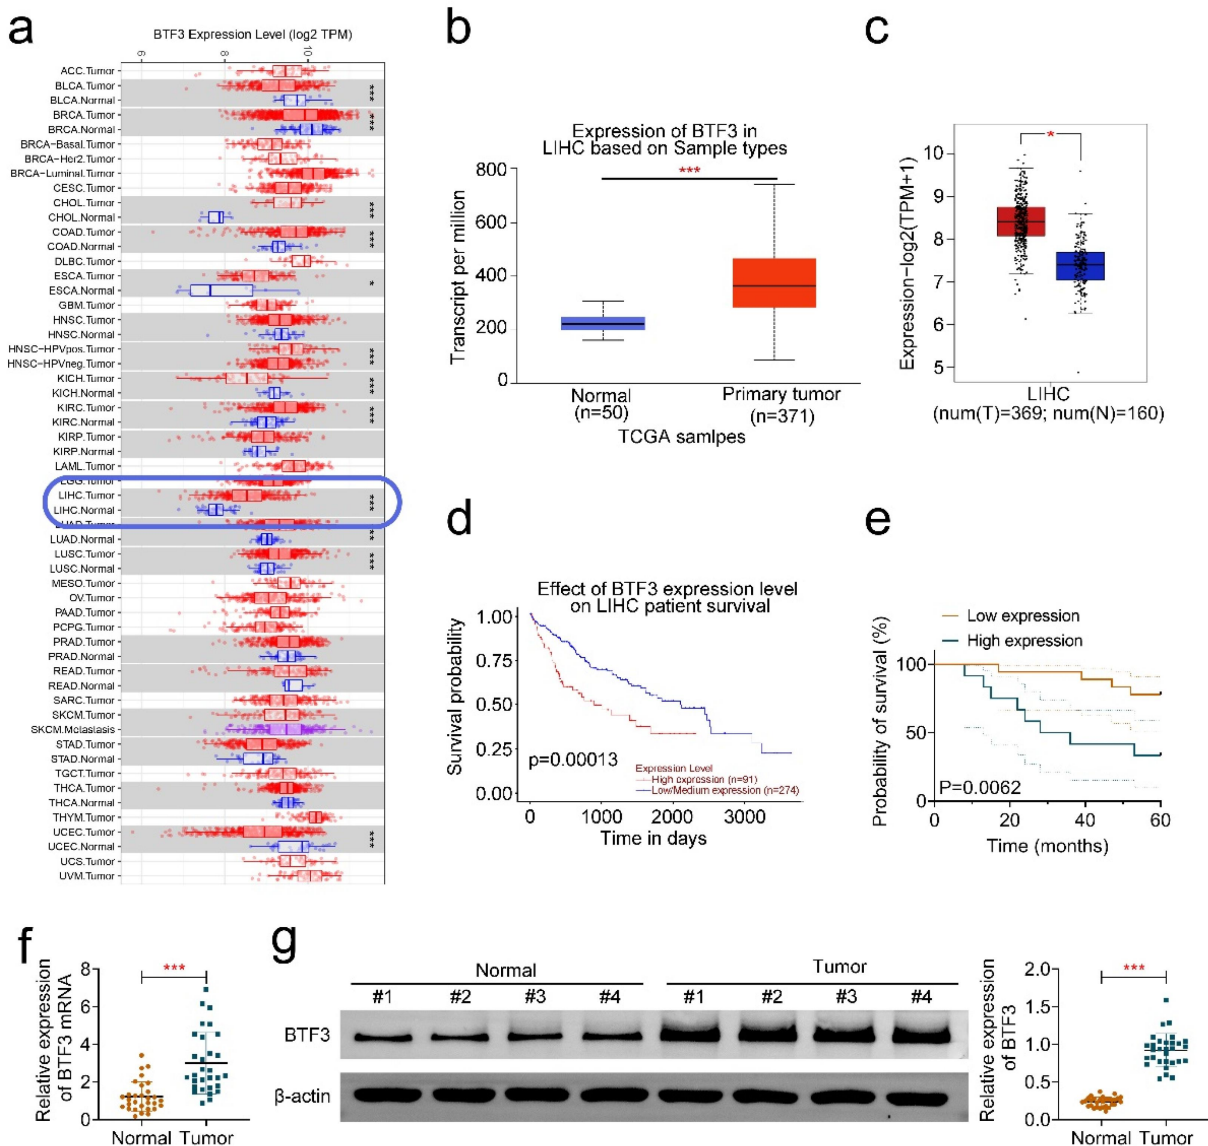 a
BTF3 Expression Level (log2 TPM)
6
8
10
ACC.Tumor
BLCA.Tumor
BLCA.Normal
***
BRCA.Tumor
BRCA.Normal
***
BRCA-Basal.Tumor
BRCA-Her2.Tumor
BRCA-Luminal.Tumor
CESC.Tumor
CHOL.Tumor
CHOL.Normal
***
COAD.Tumor
COAD.Normal
***
DLBC.Tumor
ESCA.Tumor
ESCA.Normal
*
GBM.Tumor
HNSC.Tumor
HNSC.Normal
HNSC-HPVpos.Tumor
HNSC-HPVneg.Tumor
***
KICH.Tumor
KICH.Normal
***
KIRC.Tumor
KIRC.Normal
***
KIRP.Tumor
KIRP.Normal
LAML.Tumor
LGG.Tumor
LIHC.Tumor
LIHC.Normal
***
LUAD.Tumor
LUAD.Normal
LUSC.Tumor
LUSC.Normal
***
MESO.Tumor
OV.Tumor
PAAD.Tumor
PCPG.Tumor
PRAD.Tumor
PRAD.Normal
READ.Tumor
READ.Normal
SARC.Tumor
SKCM.Tumor
SKCM.Metastasis
STAD.Tumor
STAD.Normal
TGCT.Tumor
THCA.Tumor
THCA.Normal
THYM.Tumor
UCEC.Tumor
UCEC.Normal
***
UCS.Tumor
UVM.Tumor
b
Expression of BTF3 in
LIHC based on Sample types
***
Transcript per million
800
600
400
200
0
Normal
(n=50)
Primary tumor
(n=371)
TCGA samlpes
c
*
Expression-log2(TPM+1)
10
9
8
7
6
5
LIHC
(num(T)=369; num(N)=160)
d
Effect of BTF3 expression level
on LIHC patient survival
Survival probability
1.00
0.75
0.50
0.25
0.00
p=0.00013
Expression Level
High expression (n=91)
Low/Medium expression (n=274)
0 1000 2000 3000
Time in days
e
Low expression
High expression
Probability of survival (%)
100
50
0
P=0.0062
0 20 40 60
Time (months)
f
***
Relative expression
of BTF3 mRNA
8
6
4
2
0
Normal Tumor
g
Normal Tumor
#1 #2 #3 #4 #1 #2 #3 #4
BTF3
β-actin
***
Relative expression
of BTF3
2.0
1.5
1.0
0.5
0.0
Normal Tumor